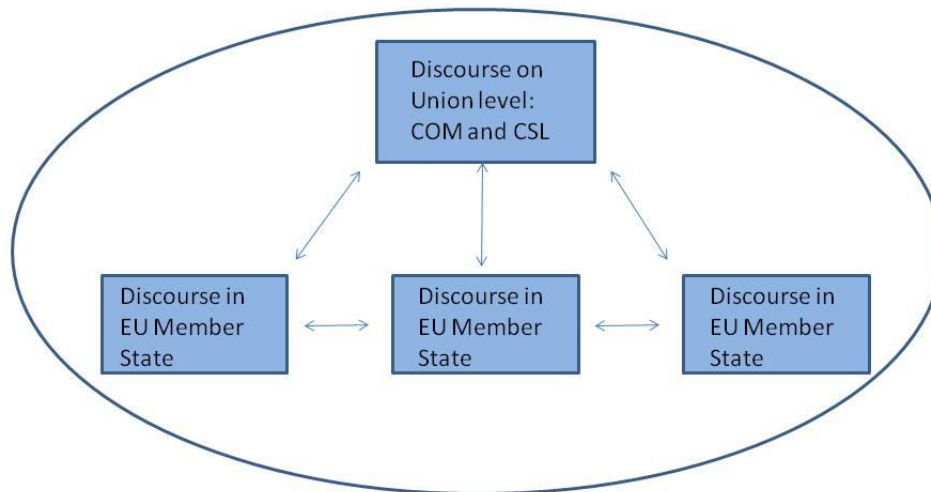 Discourse on
Union level:
COM and CSL
Discourse in
EU Member
State
Discourse in
EU Member
State
Discourse in
EU Member
State